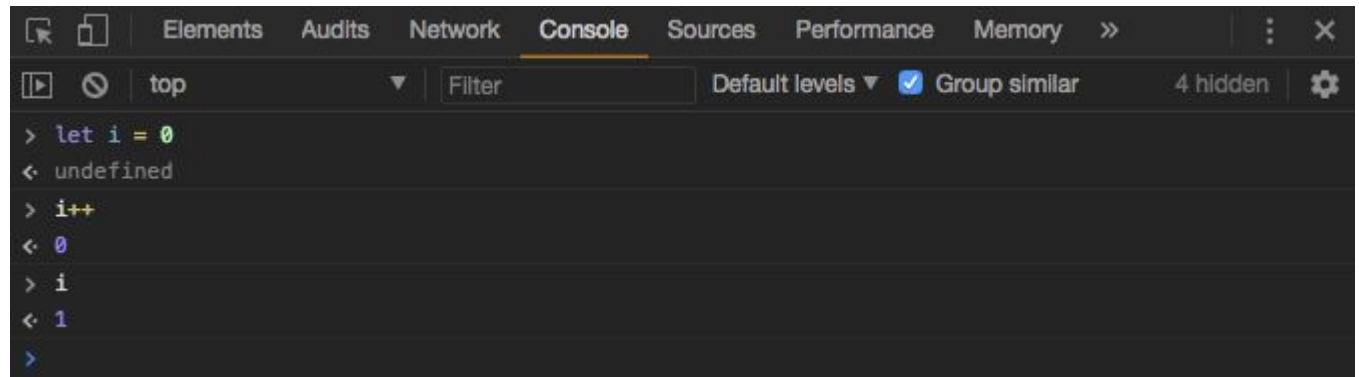 Elements Audits Network Console Sources Performance Memory »
top ▼ Filter Default levels ▼ Group similar 4 hidden
> let i = 0
<· undefined
> i++
<· 0
> i
<· 1
>